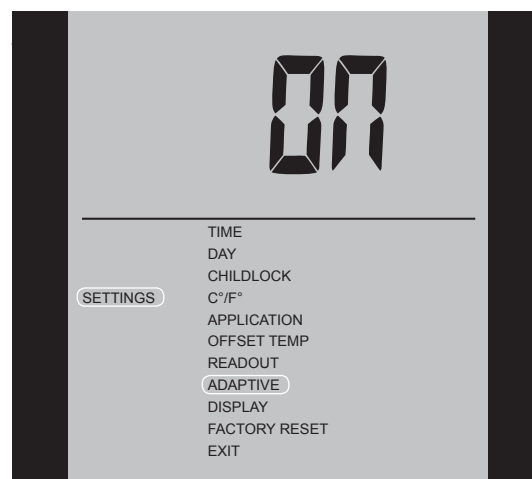 ON
TIME
DAY
CHILDLOCK
SETTINGS C°/F°
APPLICATION
OFFSET TEMP
READOUT
ADAPTIVE
DISPLAY
FACTORY RESET
EXIT